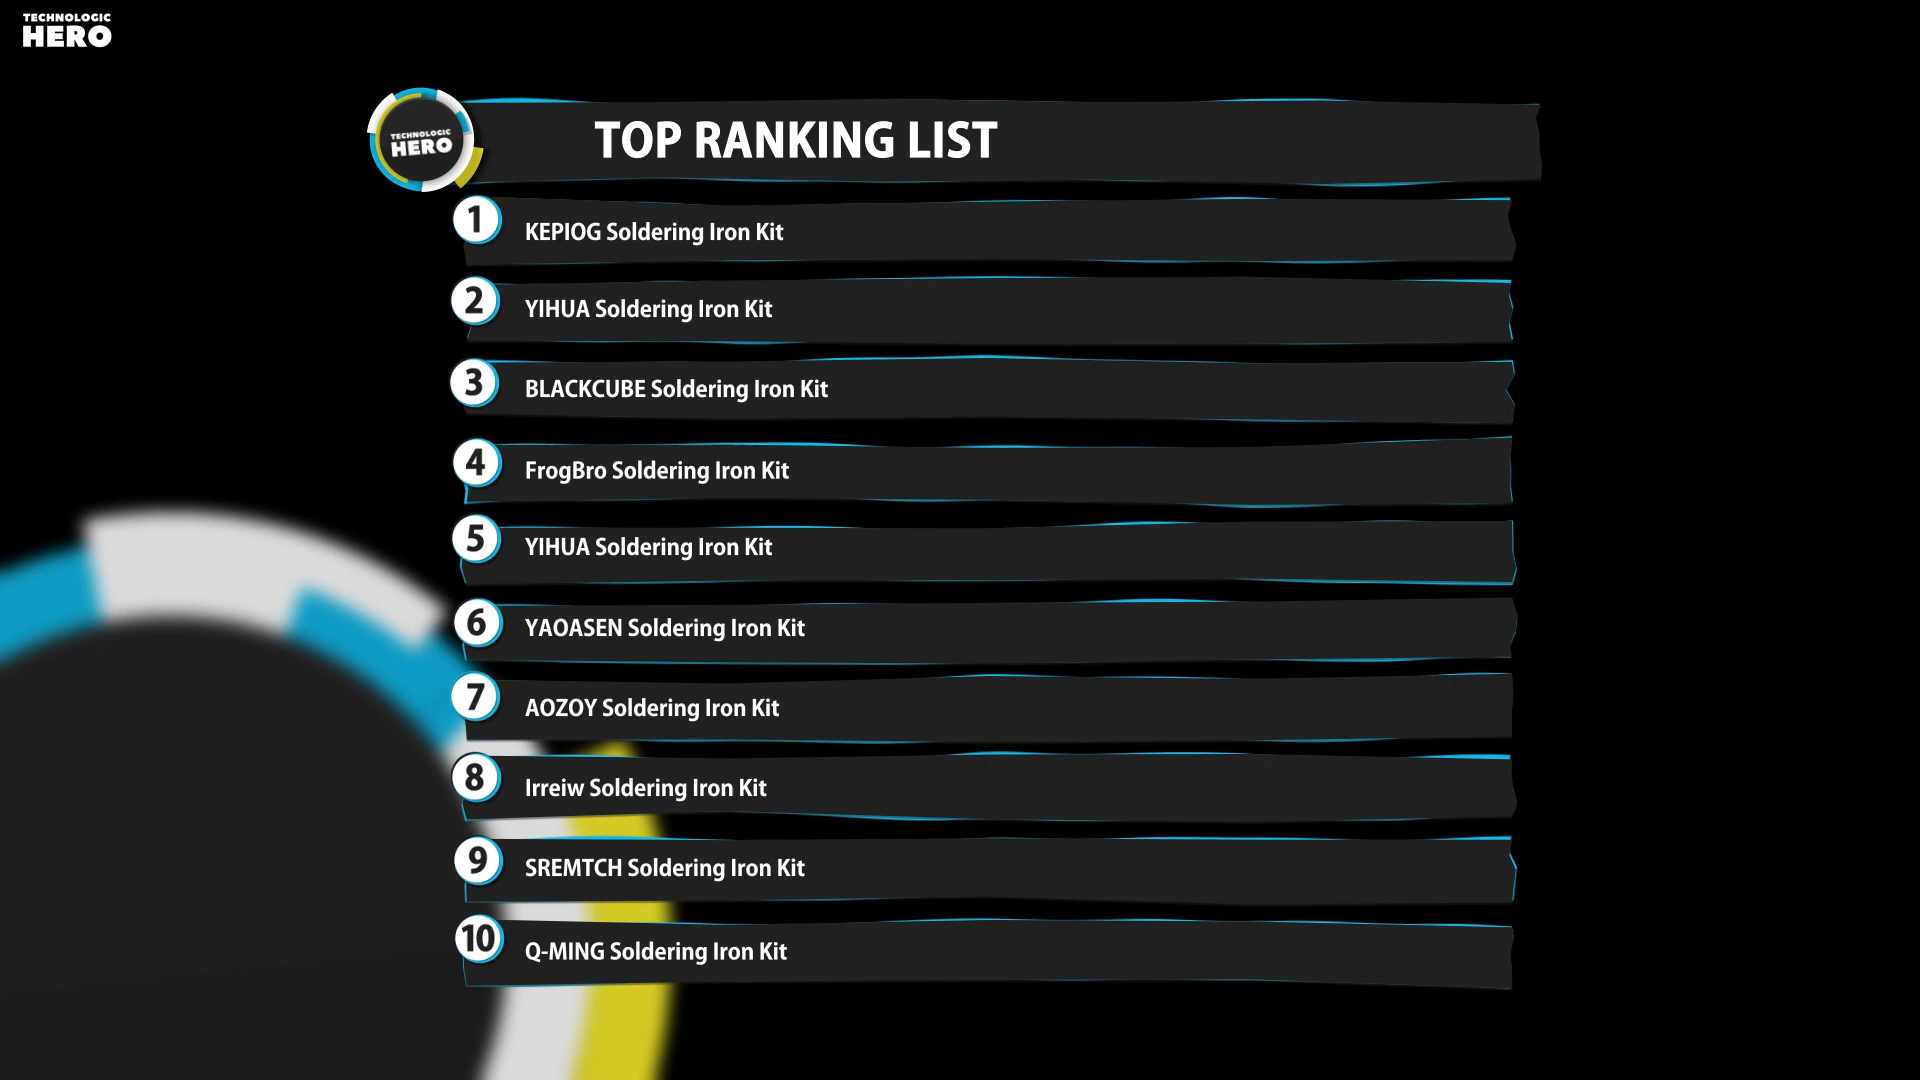 TECHNOLOGIC
HERO
TECHNOLOGIC
HERO
TOP RANKING LIST
1
KEPIOG Soldering Iron Kit
2
YIHUA Soldering Iron Kit
3
BLACKCUBE Soldering Iron Kit
4
FrogBro Soldering Iron Kit
5
YIHUA Soldering Iron Kit
6
YAOASEN Soldering Iron Kit
7
AOZOY Soldering Iron Kit
8
Irreiw Soldering Iron Kit
9
SREMTCH Soldering Iron Kit
10
Q-MING Soldering Iron Kit